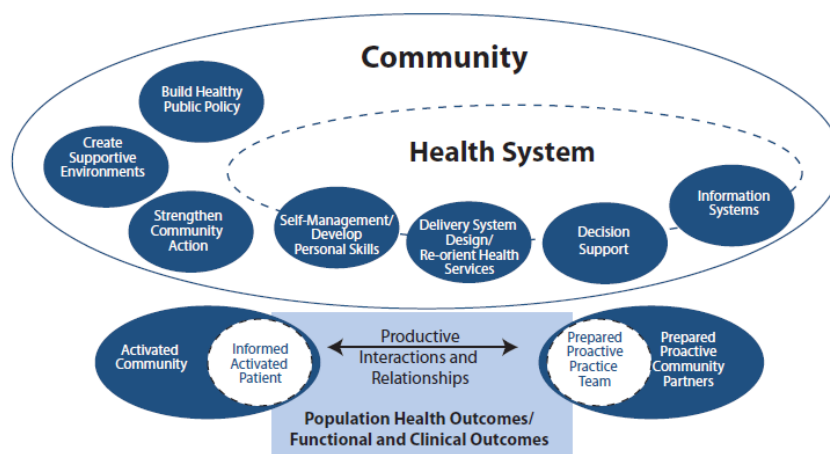 Community
Build Healthy
Public Policy
Create
Supportive
Environments
Strengthen
Community
Action
Health System
Self-Management/
Develop
Personal Skills
Delivery System
Design/
Re-orient Health
Services
Decision
Support
Information
Systems
Activated
Community
Informed
Activated
Patient
Productive
Interactions and
Relationships
Prepared
Proactive
Practice
Team
Prepared
Proactive
Community
Partners
Population Health Outcomes/
Functional and Clinical Outcomes